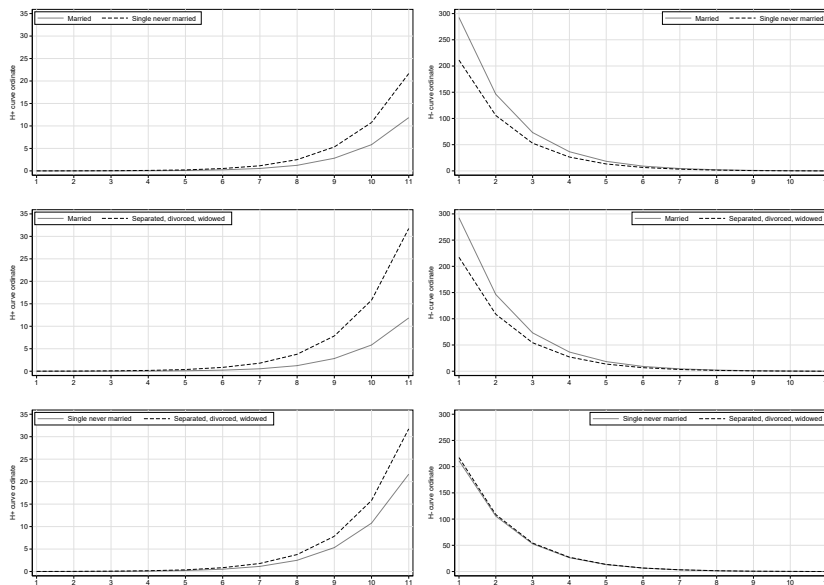 Married Single never married
H+ curve ordinate
35
30
25
20
15
10
5
0
1 2 3 4 5 6 7 8 9 10 11
Married Single never married
H- curve ordinate
300
250
200
150
100
50
0
1 2 3 4 5 6 7 8 9 10
Married Separated, divorced, widowed
H+ curve ordinate
35
30
25
20
15
10
5
0
1 2 3 4 5 6 7 8 9 10 11
Married Separated, divorced, widowed
H- curve ordinate
300
250
200
150
100
50
0
1 2 3 4 5 6 7 8 9 10
Single never married Separated, divorced, widowed
H+ curve ordinate
35
30
25
20
15
10
5
0
1 2 3 4 5 6 7 8 9 10 11
Single never married Separated, divorced, widowed
H- curve ordinate
300
250
200
150
100
50
0
1 2 3 4 5 6 7 8 9 10